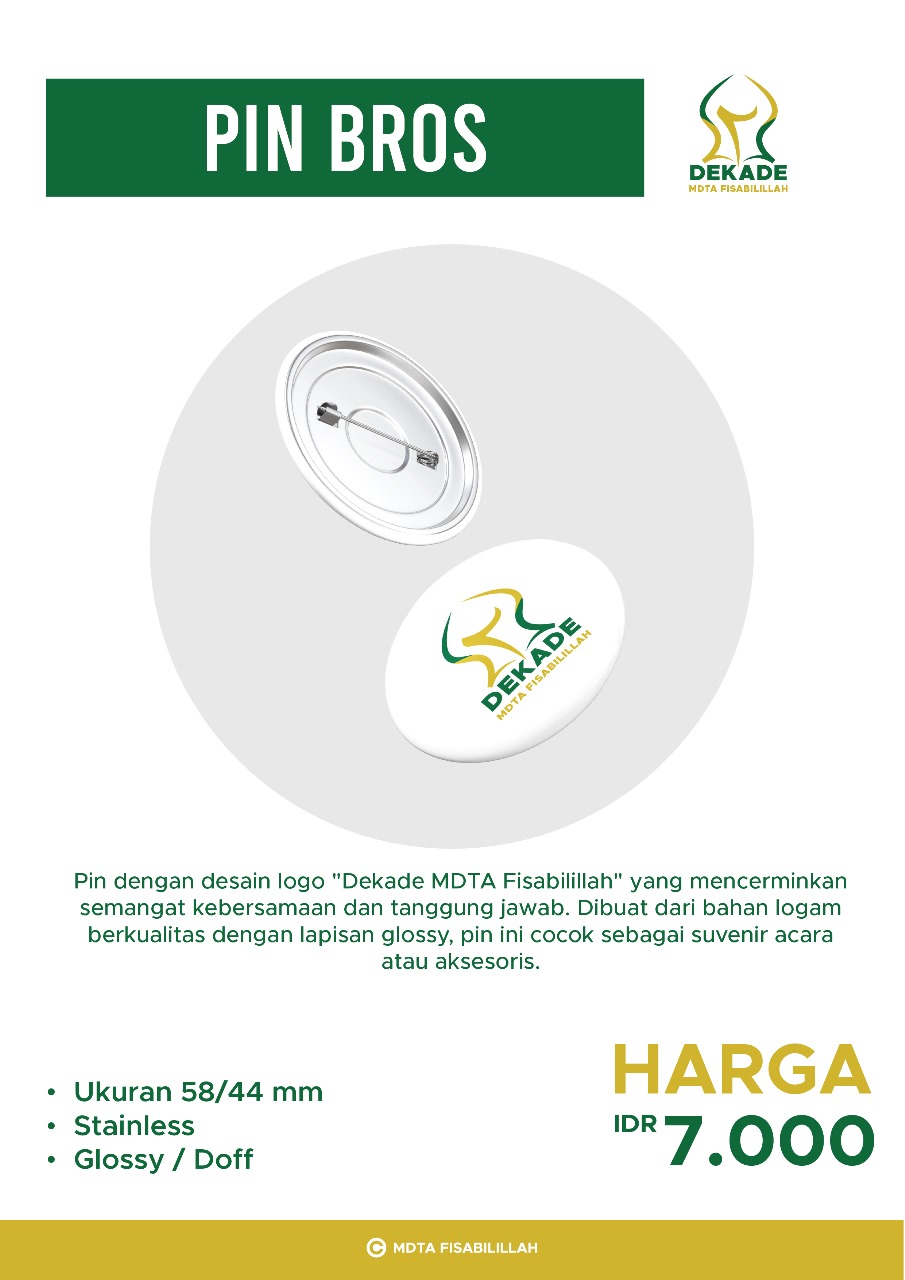 PIN BROS
DEKADE
MDTA FISABILILLAH
DEKADE
MDTA FISABILILLAH
Pin dengan desain logo "Dekade MDTA Fisabilillah" yang mencerminkan
semangat kebersamaan dan tanggung jawab. Dibuat dari bahan logam
berkualitas dengan lapisan glossy, pin ini cocok sebagai suvenir acara
atau aksesoris.
• Ukuran 58/44 mm
• Stainless
• Glossy / Doff
HARGA
IDR 7.000
© MDTA FISABILILLAH